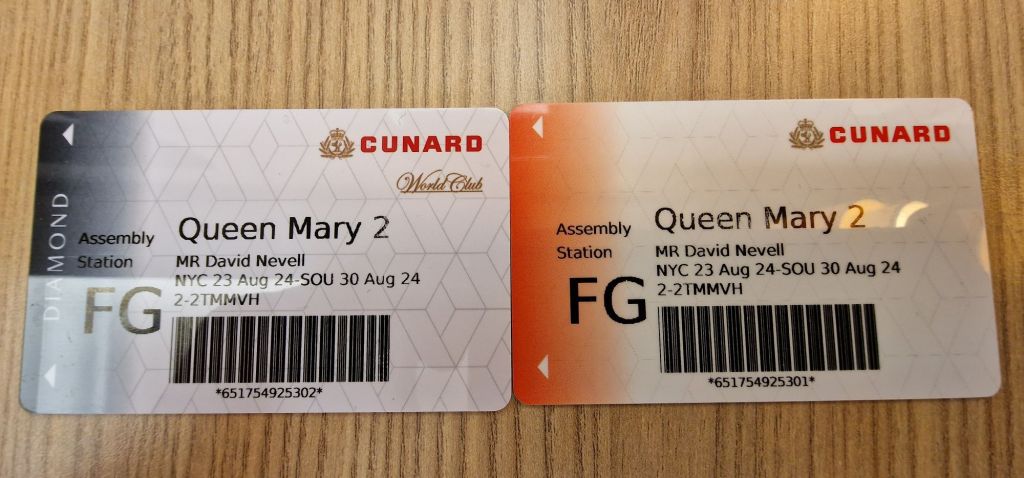 CUNARD
World Club
DIAMOND
Queen Mary 2
Assembly
Station
FG
MR David Nevell
NYC 23 Aug 24-SOU 30 Aug 24
2-2TMMVH
*651754925302*
CUNARD
Queen Mary 2
Assembly
Station
FG
MR David Nevell
NYC 23 Aug 24-SOU 30 Aug 24
2-2TMMVH
*651754925301*